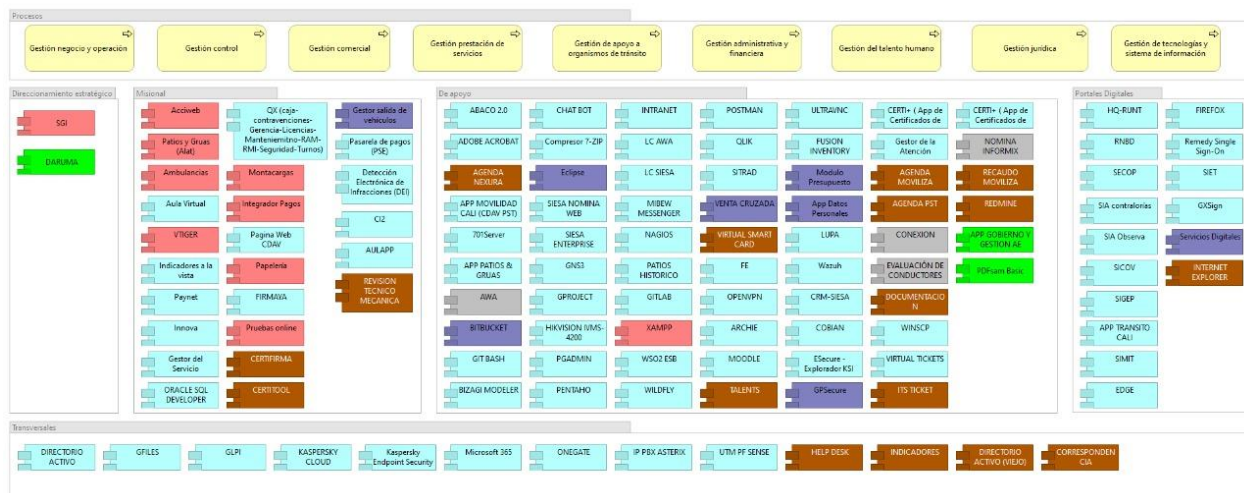 Procesos
Gestión negocio y operación
Gestión control
Gestión comercial
Gestión prestación de
servicios
Gestión de apoyo a
organismos de tránsito
Gestión administrativa y
financiera
Gestión del talento humano
Gestión jurídica
Gestión de tecnologías y
sistema de información
Direccionamiento estratégico
SGI
DARUMA
Misional
Acciweb
Patios y Gruas
(Alat)
Ambulancias
Aula Virtual
VTIGER
Indicadores a la
vista
Paynet
Innova
Gestor del
Servicio
ORACLE SQL
DEVELOPER
QX (caja-
contravenciones-
Gerencia-Licencias-
Manteniemitno-RAM-
RMI-Seguridad-Turnos)
Montacargas
Integrador Pagos
Pagina Web
CDAV
Papelería
FIRMAYA
Pruebas online
CERTIFIRMA
CERTITOOL
Gestor salida de
vehículos
Pasarela de pagos
(PSE)
Detección
Electrónica de
Infracciones (DEI)
CI2
AULAPP
REVISION
TECNICO
MECANICA
De apoyo
ABACO 2.0
ADOBE ACROBAT
AGENDA
NEXURA
APP MOVILIDAD
CALI (CDAV PST)
701Server
APP PATIOS &
GRUAS
AWA
BITBUCKET
GIT BASH
BIZAGI MODELER
CHAT BOT
Compresor 7-ZIP
Eclipse
SIESA NOMINA
WEB
SIESA
ENTERPRISE
GNS3
GPROJECT
HIKVISION IVMS-
4200
PGADMIN
PENTAHO
INTRANET
LC AWA
LC SIESA
MIBEW
MESSENGER
NAGIOS
PATIOS
HISTORICO
GITLAB
XAMPP
WSO2 ESB
WILDFLY
POSTMAN
QLIK
SITRAD
VENTA CRUZADA
VIRTUAL SMART
CARD
FE
OPENVPN
ARCHIE
MOODLE
TALENTS
ULTRAVNC
FUSION
INVENTORY
Modulo
Presupuesto
App Datos
Personales
LUPA
Wazuh
CRM-SIESA
COBIAN
ESecure -
Explorador KSI
GPSecure
CERTI+ ( App de
Certificados de
Gestor de la
Atención
AGENDA
MOVILIZA
AGENDA PST
CONEXION
EVALUACIÓN DE
CONDUCTORES
DOCUMENTACIO
N
WINSCP
VIRTUAL TICKETS
ITS TICKET
CERTI+ ( App de
Certificados de
NOMINA
INFORMIX
RECAUDO
MOVILIZA
REDMINE
APP GOBIERNO Y
GESTION AE
PDFsam Basic
Portales Digitales
HQ-RUNT
RNBD
SECOP
SIA contralorías
SIA Observa
SICOV
SIGEP
APP TRANSITO
CALI
SIMIT
EDGE
FIREFOX
Remedy Single
Sign-On
SIET
GXSign
Servicios Digitales
INTERNET
EXPLORER
Transversales
DIRECTORIO
ACTIVO
GFILES
GLPI
KASPERSKY
CLOUD
Kaspersky
Endpoint Security
Microsoft 365
ONEGATE
IP PBX ASTERIX
UTM PF SENSE
HELP DESK
INDICADORES
DIRECTORIO
ACTIVO (VIEJO)
CORRESPONDEN
CIA